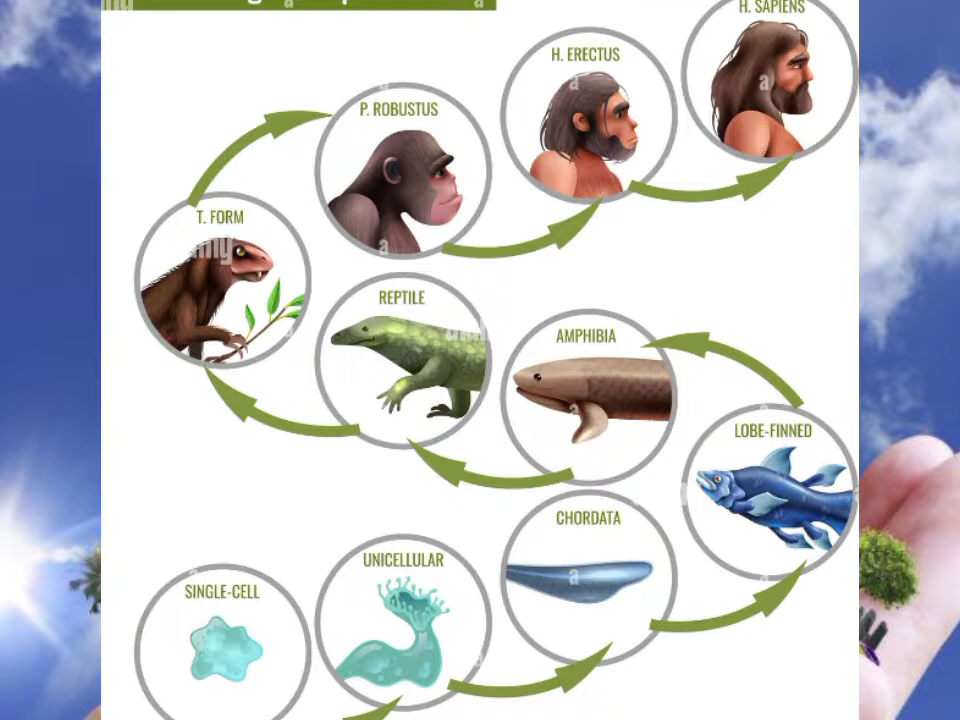 H. SAPIENS
H. ERECTUS
P. ROBUSTUS
T. FORM
REPTILE
AMPHIBIA
LOBE-FINNED
CHORDATA
UNICELLULAR
SINGLE-CELL